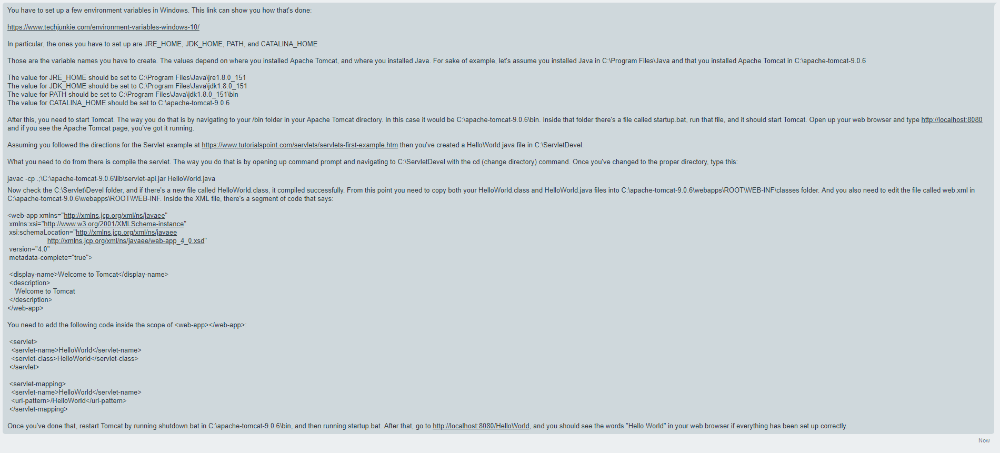 You have to set up a few environment variables in Windows. This link can show you how that's done:
https://www.techjunkie.com/environment-variables-windows-10/
In particular, the ones you have to set up are JRE_HOME, JDK_HOME, PATH, and CATALINA_HOME
Those are the variable names you have to create. The values depend on where you installed Apache Tomcat, and where you installed Java. For sake of example, let's assume you installed Java in C:\Program Files\Java and that you installed Apache Tomcat in C:\apache-tomcat-9.0.6
The value for JRE_HOME should be set to C:\Program Files\Java\jre1.8.0_151
The value for JDK_HOME should be set to C:\Program Files\Java\jdk1.8.0_151
The value for PATH should be set to C:\Program Files\Java\jdk1.8.0_151\bin
The value for CATALINA_HOME should be set to C:\apache-tomcat-9.0.6
After this, you need to start Tomcat. The way you do that is by navigating to your /bin folder in your Apache Tomcat directory. In this case it would be C:\apache-tomcat-9.0.6\bin. Inside that folder there's a file called startup.bat, run that file, and it should start Tomcat. Open up your web browser and type http://localhost:8080
and if you see the Apache Tomcat page, you've got it running.
Assuming you followed the directions for the Servlet example at https://www.tutorialspoint.com/servlets/servlets-first-example.htm then you've created a HelloWorld.java file in C:\ServletDevel.
What you need to do from there is compile the servlet. The way you do that is by opening up command prompt and navigating to C:\ServletDevel with the cd (change directory) command. Once you've changed to the proper directory, type this:
javac -cp .;\C:\apache-tomcat-9.0.6\lib\servlet-api.jar HelloWorld.java
Now check the C:\Servlet\Devel folder, and if there's a new file called HelloWorld.class, it compiled successfully. From this point you need to copy both your HelloWorld.class and HelloWorld.java files into C:\apache-tomcat-9.0.6\webapps\ROOT\WEB-INF\classes folder. And you also need to edit the file called web.xml in
C:\apache-tomcat-9.0.6\webapps\ROOT\WEB-INF. Inside the XML file, there's a segment of code that says:
<web-app xmlns="http://xmlns.jcp.org/xml/ns/javaee"
xmlns:xsi="http://www.w3.org/2001/XMLSchema-instance"
xsi:schemaLocation="http://xmlns.jcp.org/xml/ns/javaee
http://xmlns.jcp.org/xml/ns/javaee/web-app_4_0.xsd"
version="4.0"
metadata-complete="true">
<display-name>Welcome to Tomcat</display-name>
<description>
Welcome to Tomcat
</description>
</web-app>
You need to add the following code inside the scope of <web-app></web-app>:
<servlet>
<servlet-name>HelloWorld</servlet-name>
<servlet-class>HelloWorld</servlet-class>
</servlet>
<servlet-mapping>
<servlet-name>HelloWorld</servlet-name>
<url-pattern>/HelloWorld</url-pattern>
</servlet-mapping>
Once you've done that, restart Tomcat by running shutdown.bat in C:\apache-tomcat-9.0.6\bin, and then running startup.bat. After that, go to http://localhost:8080/HelloWorld, and you should see the words "Hello World" in your web browser if everything has been set up correctly.
Now